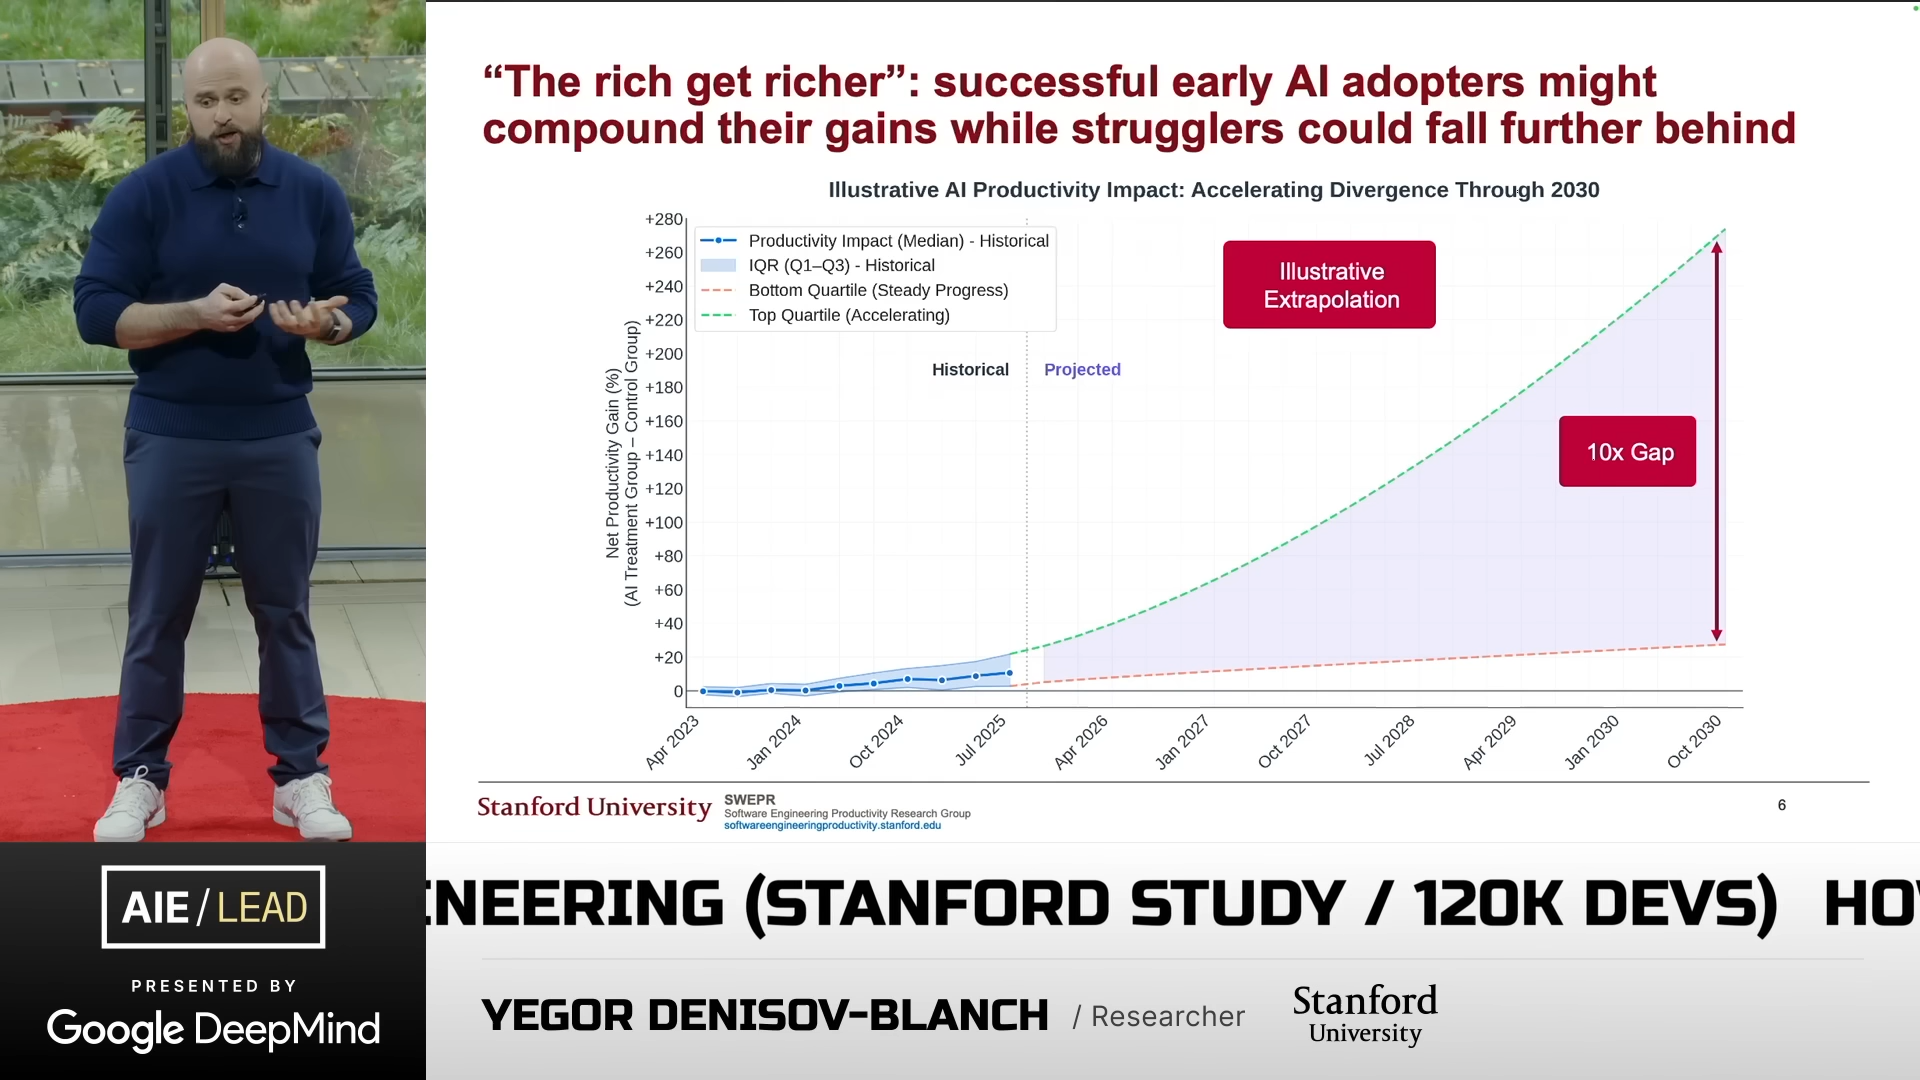 “The rich get richer”: successful early AI adopters might
compound their gains while strugglers could fall further behind
Illustrative AI Productivity Impact: Accelerating Divergence Through 2030
Net Productivity Gain (%)
(AI Treatment Group – Control Group)
+280
+260
+240
+220
+200
+180
+160
+140
+120
+100
+80
+60
+40
+20
0
Productivity Impact (Median) - Historical
IQR (Q1–Q3) - Historical
Bottom Quartile (Steady Progress)
Top Quartile (Accelerating)
Historical
Projected
Illustrative
Extrapolation
10x Gap
Apr 2023
Jan 2024
Oct 2024
Jul 2025
Apr 2026
Jan 2027
Oct 2027
Jul 2028
Apr 2029
Jan 2030
Oct 2030
Stanford University
SWEPR
Software Engineering Productivity Research Group
softwareengineeringproductivity.stanford.edu
6
AIE / LEAD
PRESENTED BY
Google DeepMind
NEERING (STANFORD STUDY / 120K DEVS) HO
YEGOR DENISOV-BLANCH / Researcher
Stanford
University